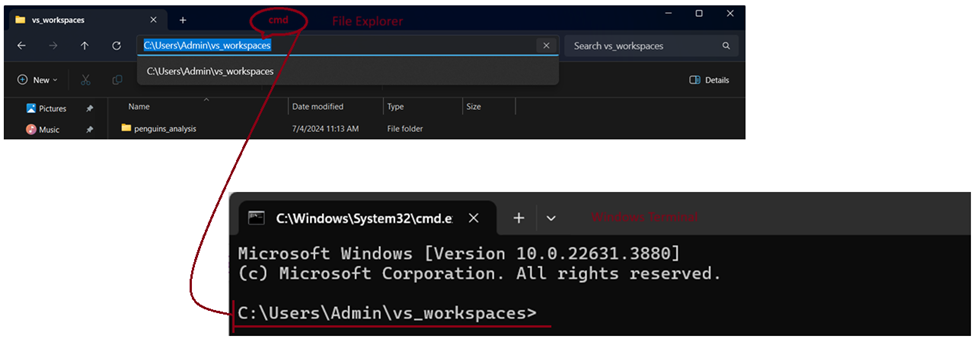 vs_workspaces
cmd
File Explorer
C:\Users\Admin\vs_workspaces
Search vs_workspaces
C:\Users\Admin\vs_workspaces
New
Details
Pictures
Name
Date modified
Type
Size
Music
penguins_analysis
7/4/2024 11:13 AM
File folder
C:\Windows\System32\cmd.e
Windows Terminal
Microsoft Windows [Version 10.0.22631.3880]
(c) Microsoft Corporation. All rights reserved.
C:\Users\Admin\vs_workspaces>